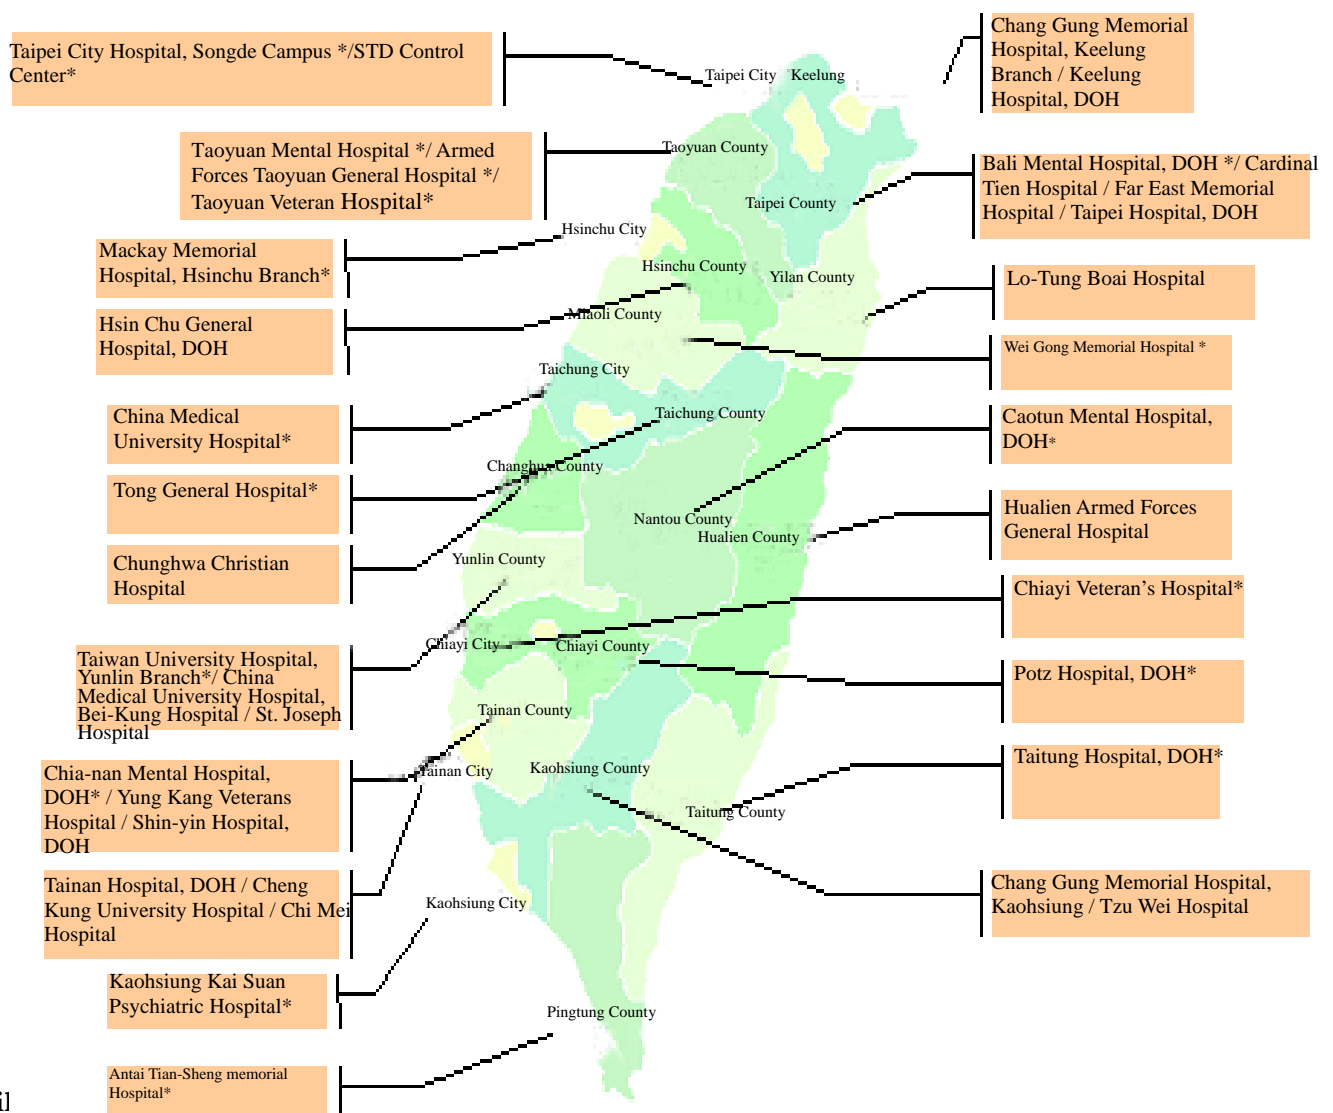 Taipei City Hospital, Songde Campus */STD Control
Center*
Chang Gung Memorial
Hospital, Keelung
Branch / Keelung
Hospital, DOH
Taipei City
Keelung
Taoyuan Mental Hospital */ Armed
Forces Taoyuan General Hospital */
Taoyuan Veteran Hospital*
Taoyuan County
Bali Mental Hospital, DOH */ Cardinal
Tien Hospital / Far East Memorial
Hospital / Taipei Hospital, DOH
Taipei County
Hsinchu City
Mackay Memorial
Hospital, Hsinchu Branch*
Hsinchu County
Yilan County
Lo-Tung Boai Hospital
Hsin Chu General
Hospital, DOH
Miaoli County
Wei Gong Memorial Hospital *
Taichung City
China Medical
University Hospital*
Taichung County
Caotun Mental Hospital,
DOH*
Changhua County
Tong General Hospital*
Nantou County
Hualien County
Hualien Armed Forces
General Hospital
Chunghwa Christian
Hospital
Yunlin County
Chiayi Veteran’s Hospital*
Chiayi City
Chiayi County
Taiwan University Hospital,
Yunlin Branch*/ China
Medical University Hospital,
Bei-Kung Hospital / St. Joseph
Hospital
Potz Hospital, DOH*
Tainan County
Tainan City
Kaohsiung County
Taitung Hospital, DOH*
Chia-nan Mental Hospital,
DOH* / Yung Kang Veterans
Hospital / Shin-yin Hospital,
DOH
Taitung County
Tainan Hospital, DOH / Cheng
Kung University Hospital / Chi Mei
Hospital
Kaohsiung City
Chang Gung Memorial Hospital,
Kaohsiung / Tzu Wei Hospital
Kaohsiung Kai Suan
Psychiatric Hospital*
Pingtung County
Antai Tian-Sheng memorial
Hospital*